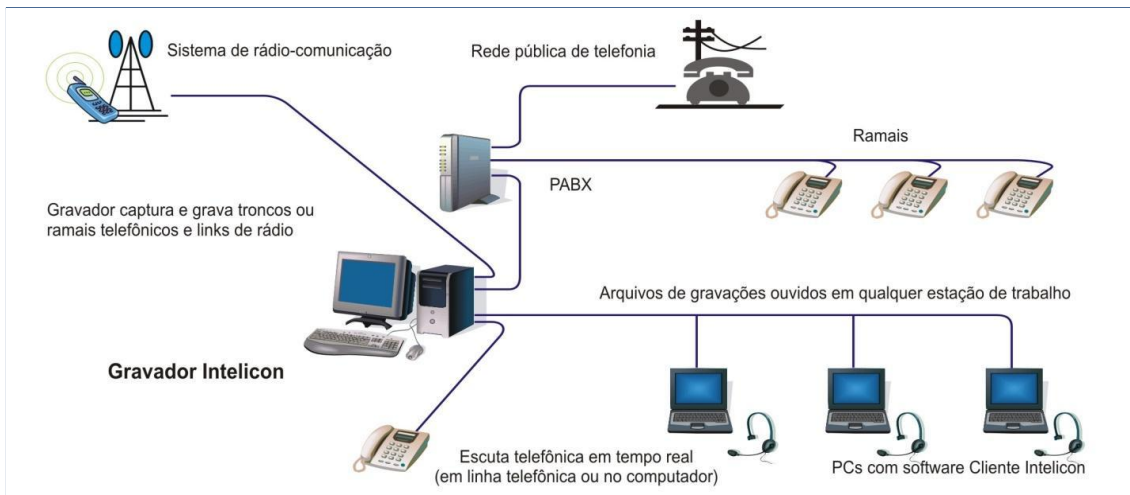 Sistema de rádio-comunicação
Rede pública de telefonia
Ramais
PABX
Gravador captura e grava troncos ou
ramais telefônicos e links de rádio
Arquivos de gravações ouvidos em qualquer estação de trabalho
Gravador Intelicon
Escuta telefônica em tempo real
(em linha telefônica ou no computador)
PCs com software Cliente Intelicon